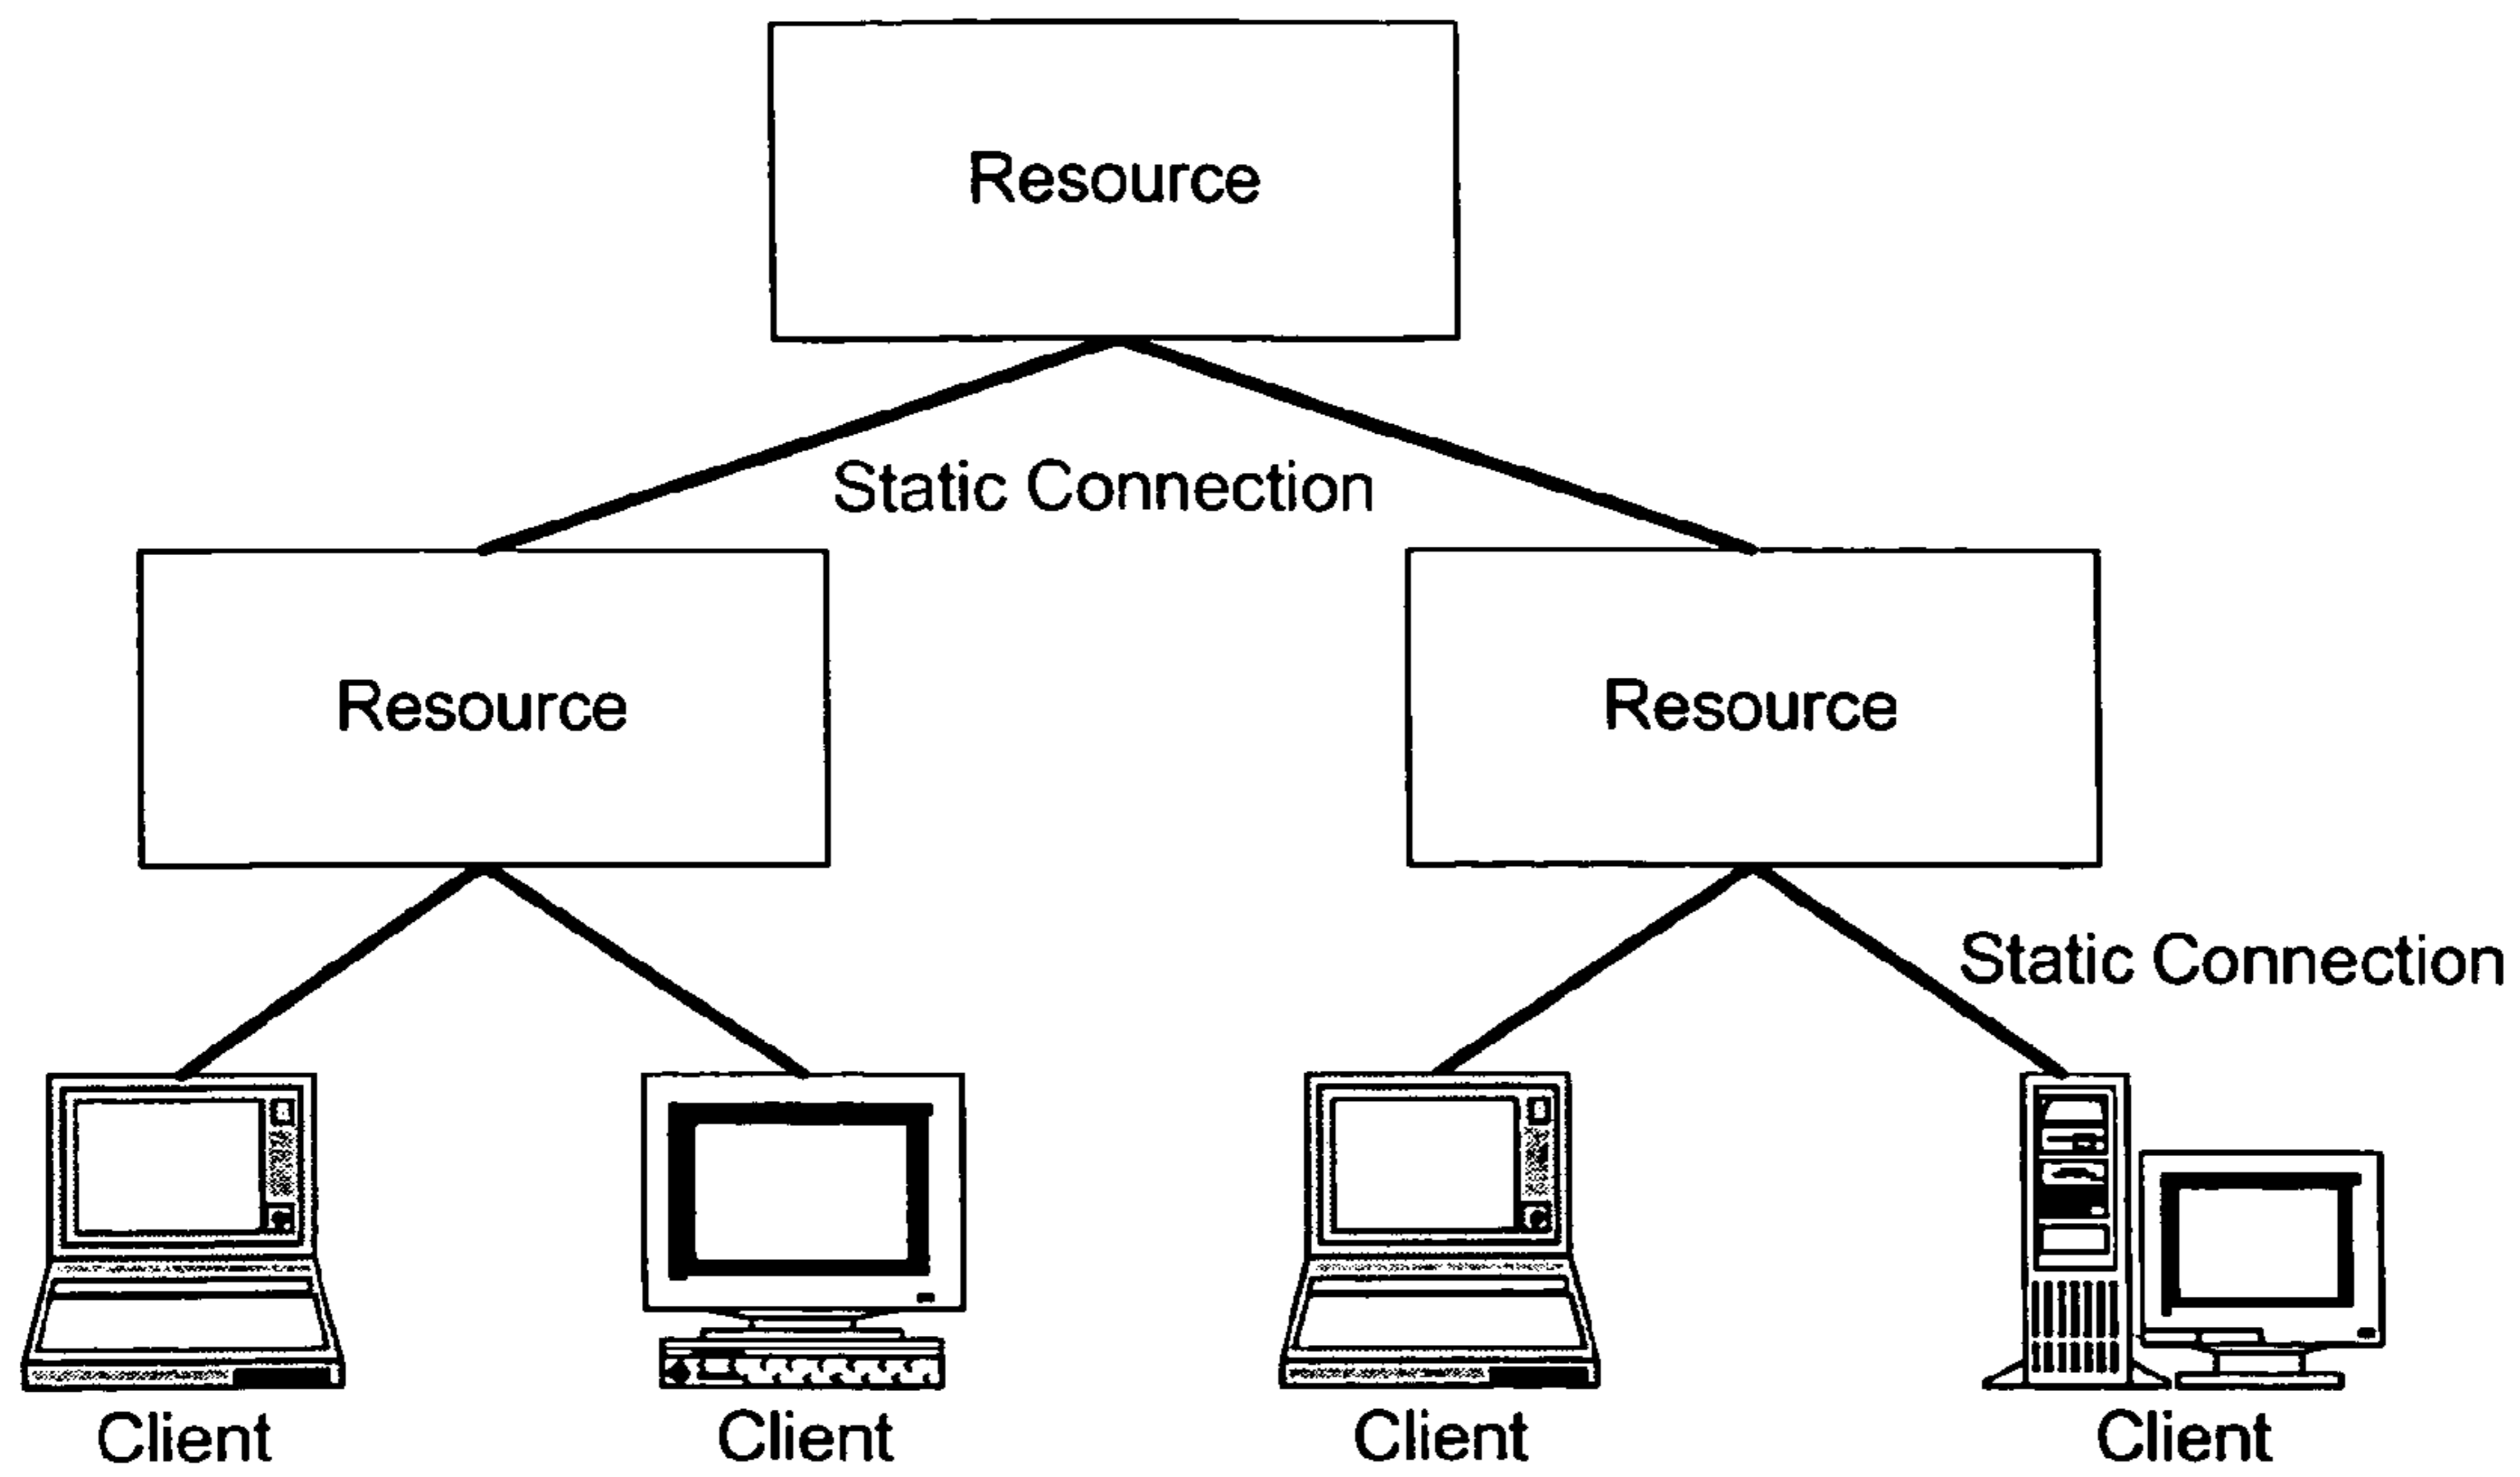 Resource
Static Connection
Resource
Resource
Static Connection
Client
Client
Client
Client